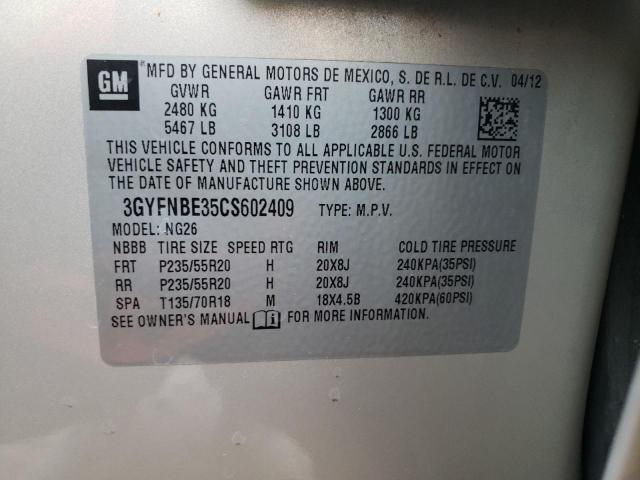 GM
MFD BY GENERAL MOTORS DE MEXICO, S. DE R.L. DE C.V. 04/12
GVWR GAWR FRT GAWR RR
2480 KG 1410 KG 1300 KG
5467 LB 3108 LB 2866 LB
THIS VEHICLE CONFORMS TO ALL APPLICABLE U.S. FEDERAL MOTOR
VEHICLE SAFETY AND THEFT PREVENTION STANDARDS IN EFFECT ON
THE DATE OF MANUFACTURE SHOWN ABOVE.
3GYFNBE35CS602409 TYPE: M.P.V.
MODEL: NG26
NBBB TIRE SIZE SPEED RTG RIM COLD TIRE PRESSURE
FRT P235/55R20 H 20X8J 240KPA(35PSI)
RR P235/55R20 H 20X8J 240KPA(35PSI)
SPA T135/70R18 M 18X4.5B 420KPA(60PSI)
SEE OWNER'S MANUAL FOR MORE INFORMATION.